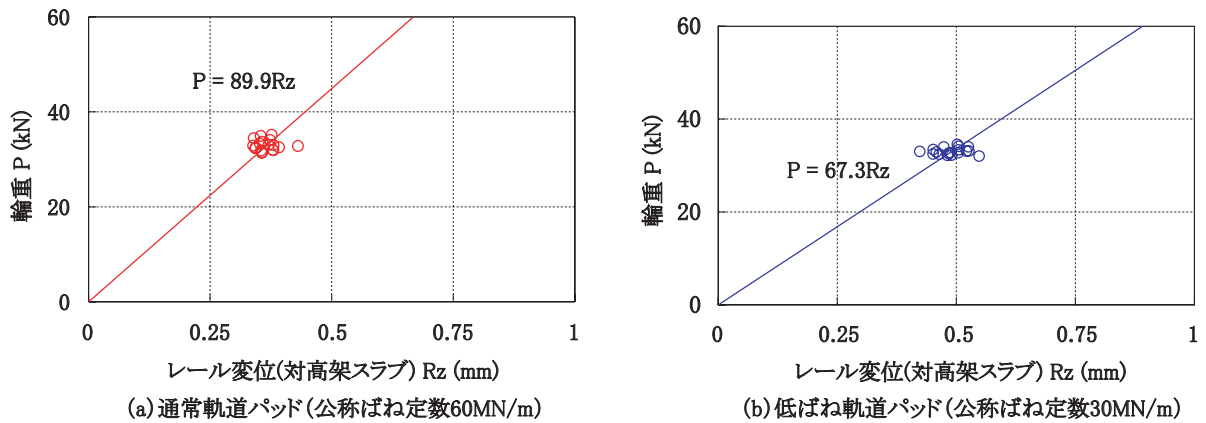 60
40
20
0
輪重 P (kN)
P = 89.9Rz
0 0.25 0.5 0.75 1
レール変位(対高架スラブ) Rz (mm)
(a)通常軌道パッド(公称ばね定数60MN/m)
60
40
20
0
輪重 P (kN)
P = 67.3Rz
0 0.25 0.5 0.75 1
レール変位(対高架スラブ) Rz (mm)
(b)低ばね軌道パッド(公称ばね定数30MN/m)